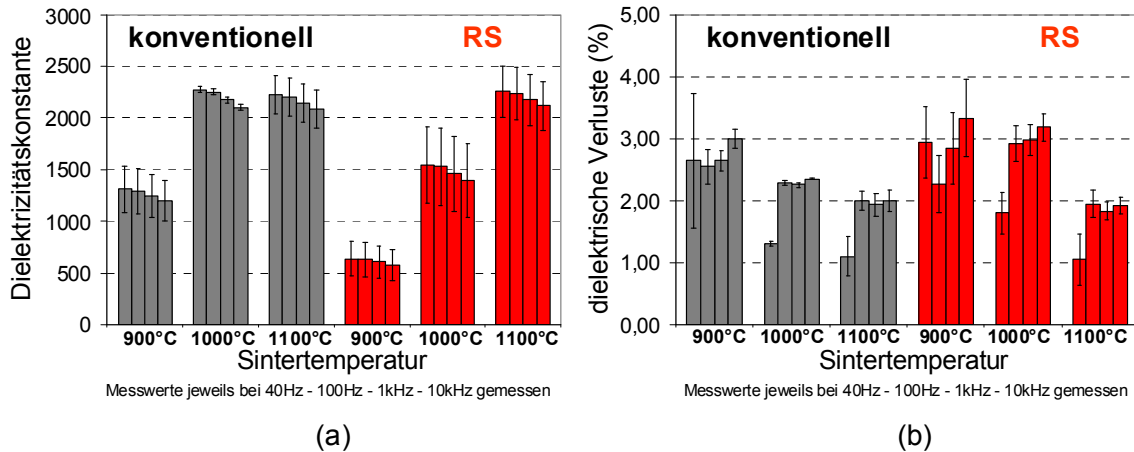 konventionell RS
Dielektrizitätskonstante
3000
2500
2000
1500
1000
500
0
900°C 1000°C 1100°C 900°C 1000°C 1100°C
Sintertemperatur
Messwerte jeweils bei 40Hz - 100Hz - 1kHz - 10kHz gemessen
(a)
konventionell RS
dielektrische Verluste (%)
5,00
4,00
3,00
2,00
1,00
0,00
900°C 1000°C 1100°C 900°C 1000°C 1100°C
Sintertemperatur
Messwerte jeweils bei 40Hz - 100Hz - 1kHz - 10kHz gemessen
(b)